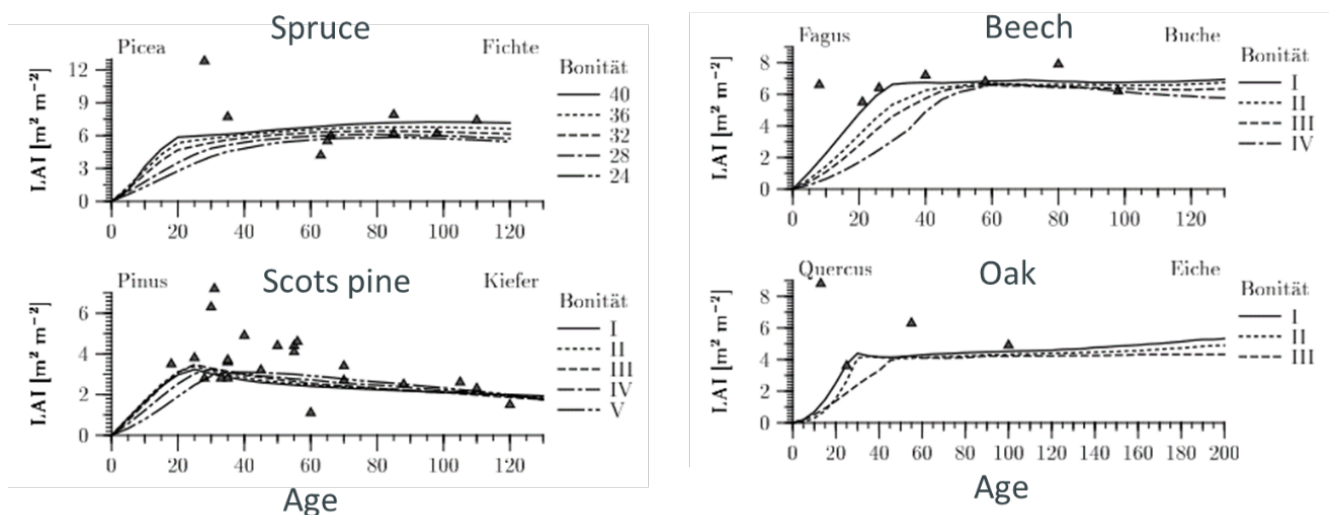 Spruce
Picea
Fichte
LAI [m² m⁻²]
12
9
6
3
0
0 20 40 60 80 100 120
Bonität
40
36
32
28
24
Scots pine
Pinus
Kiefer
LAI [m² m⁻²]
6
4
2
0
0 20 40 60 80 100 120
Bonität
I
II
III
IV
V
Age
Beech
Fagus
Buche
LAI [m² m⁻²]
8
6
4
2
0
0 20 40 60 80 100 120
Bonität
I
II
III
IV
Oak
Quercus
Eiche
LAI [m² m⁻²]
8
6
4
2
0
0 20 40 60 80 100 120 140 160 180 200
Bonität
I
II
III
Age